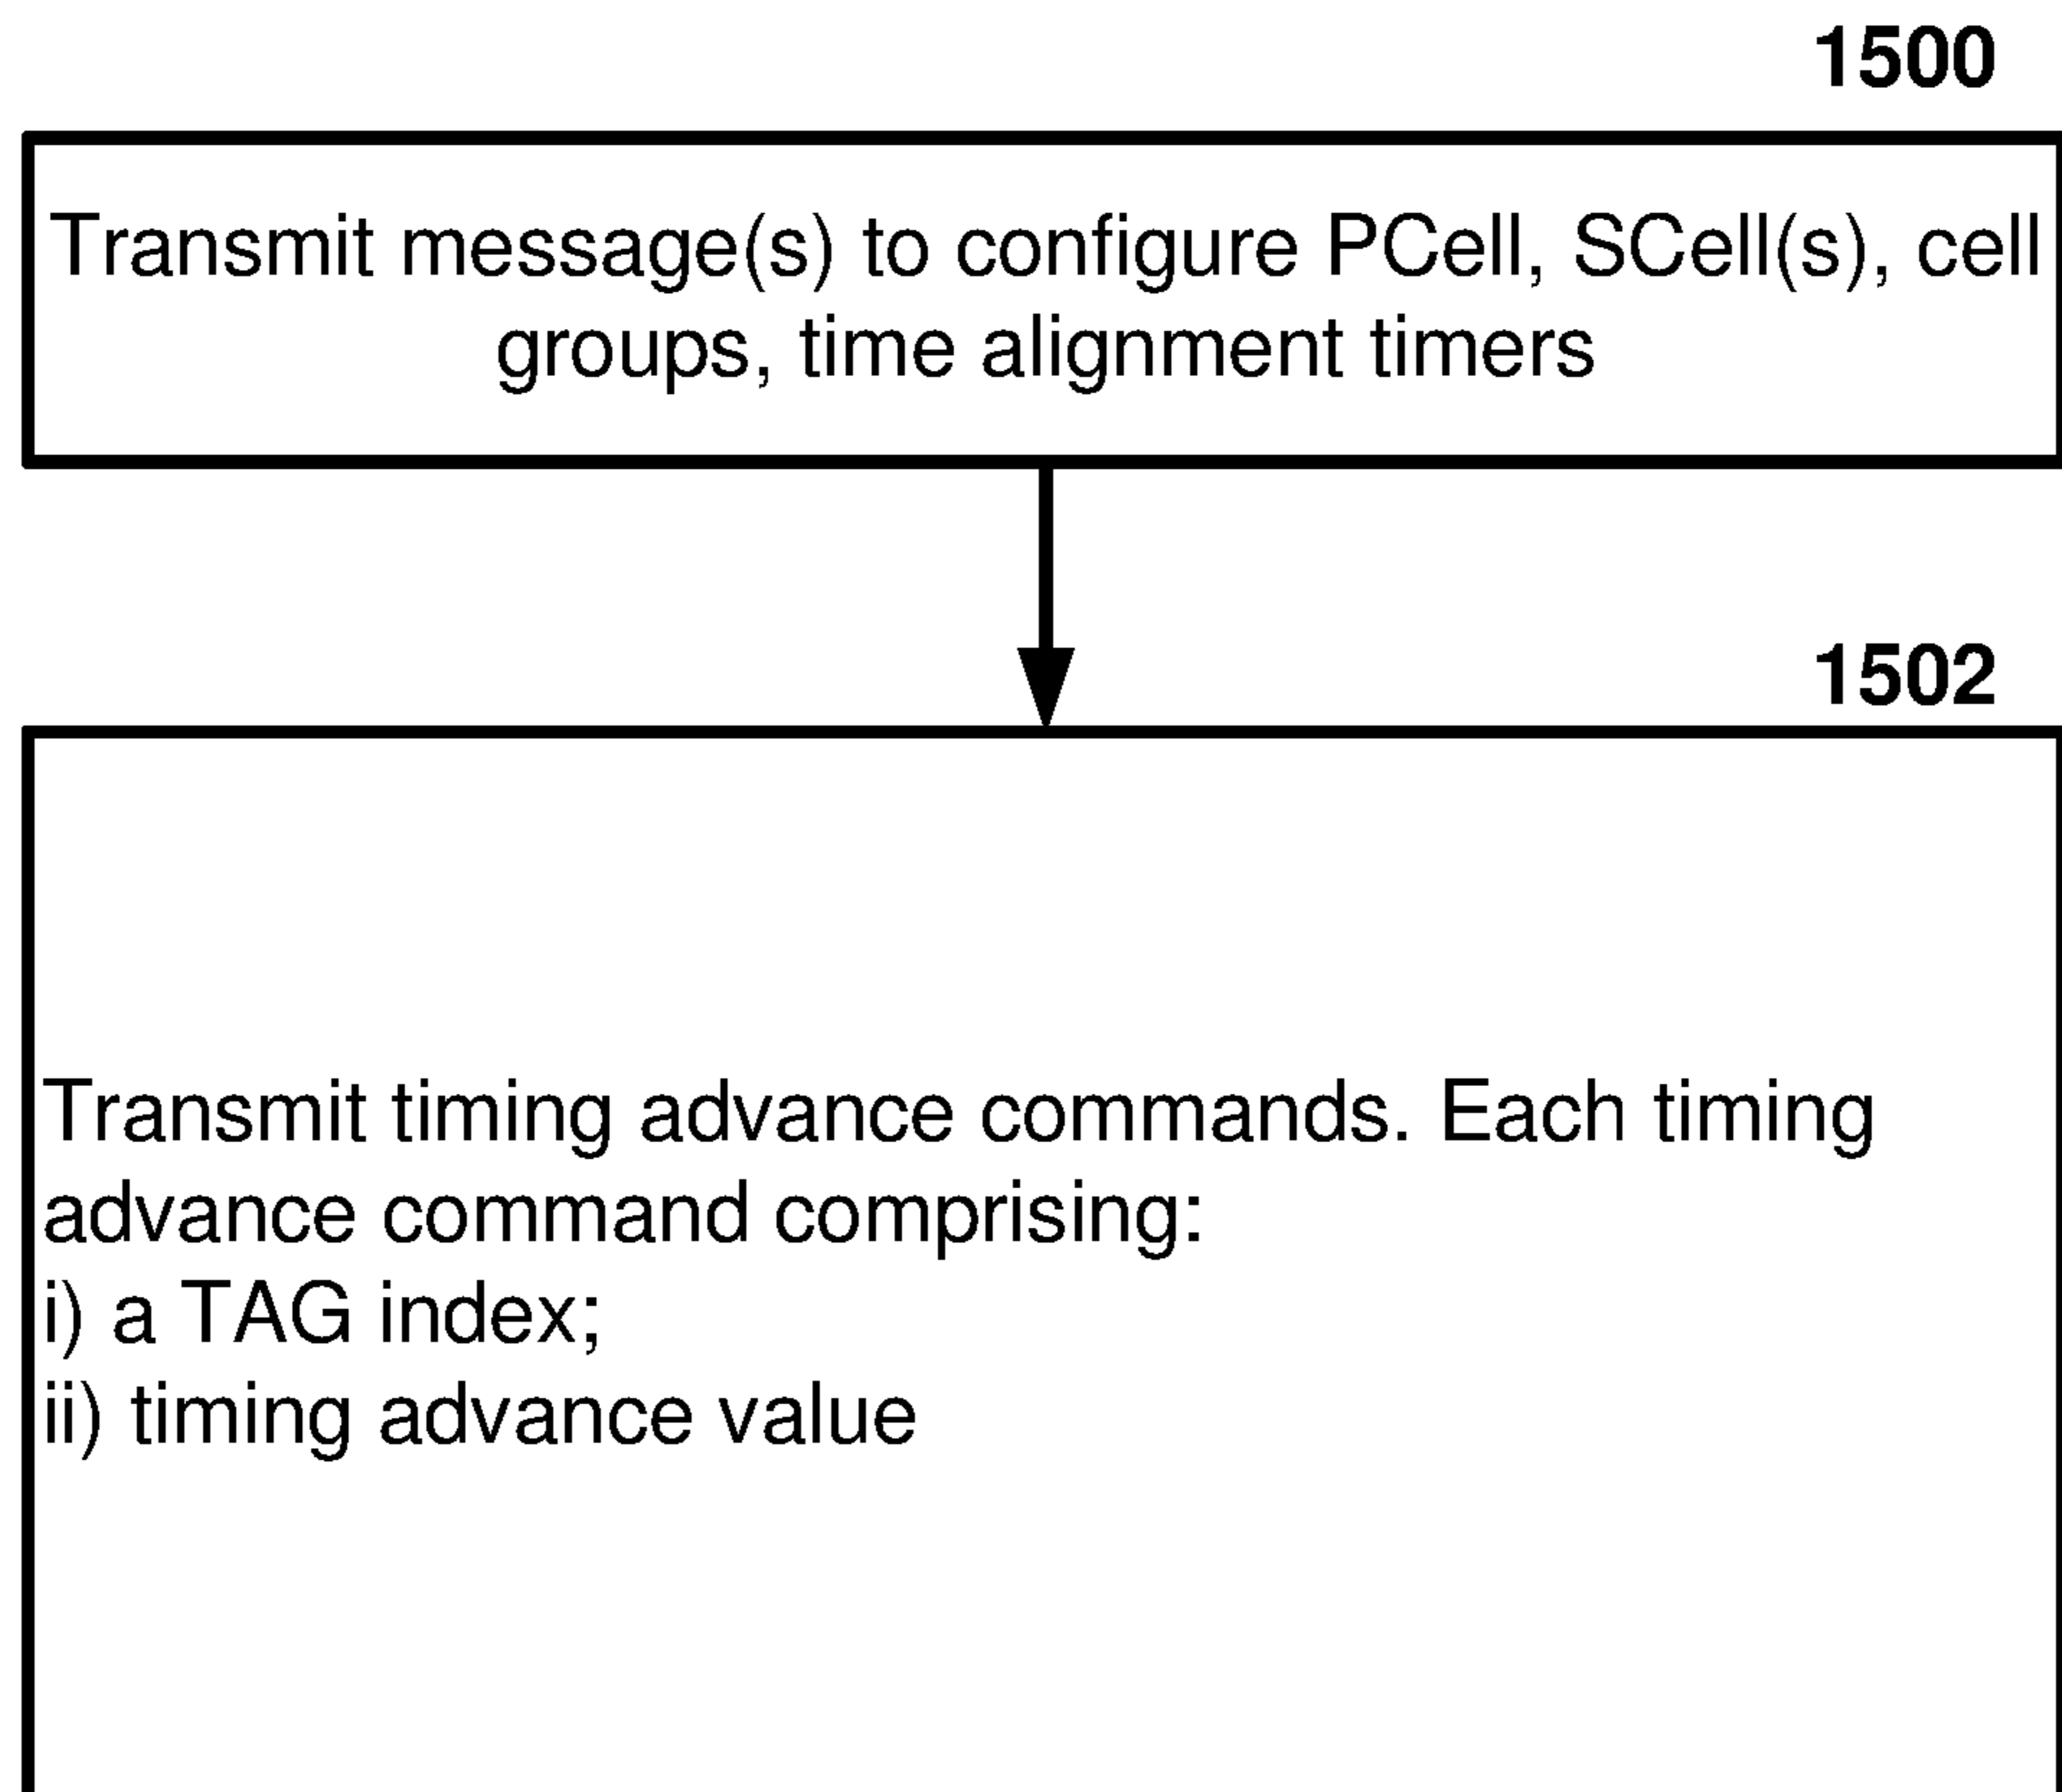 1500
Transmit message(s) to configure PCell, SCell(s), cell
groups, time alignment timers
1502
Transmit timing advance commands. Each timing
advance command comprising:
i) a TAG index;
ii) timing advance value